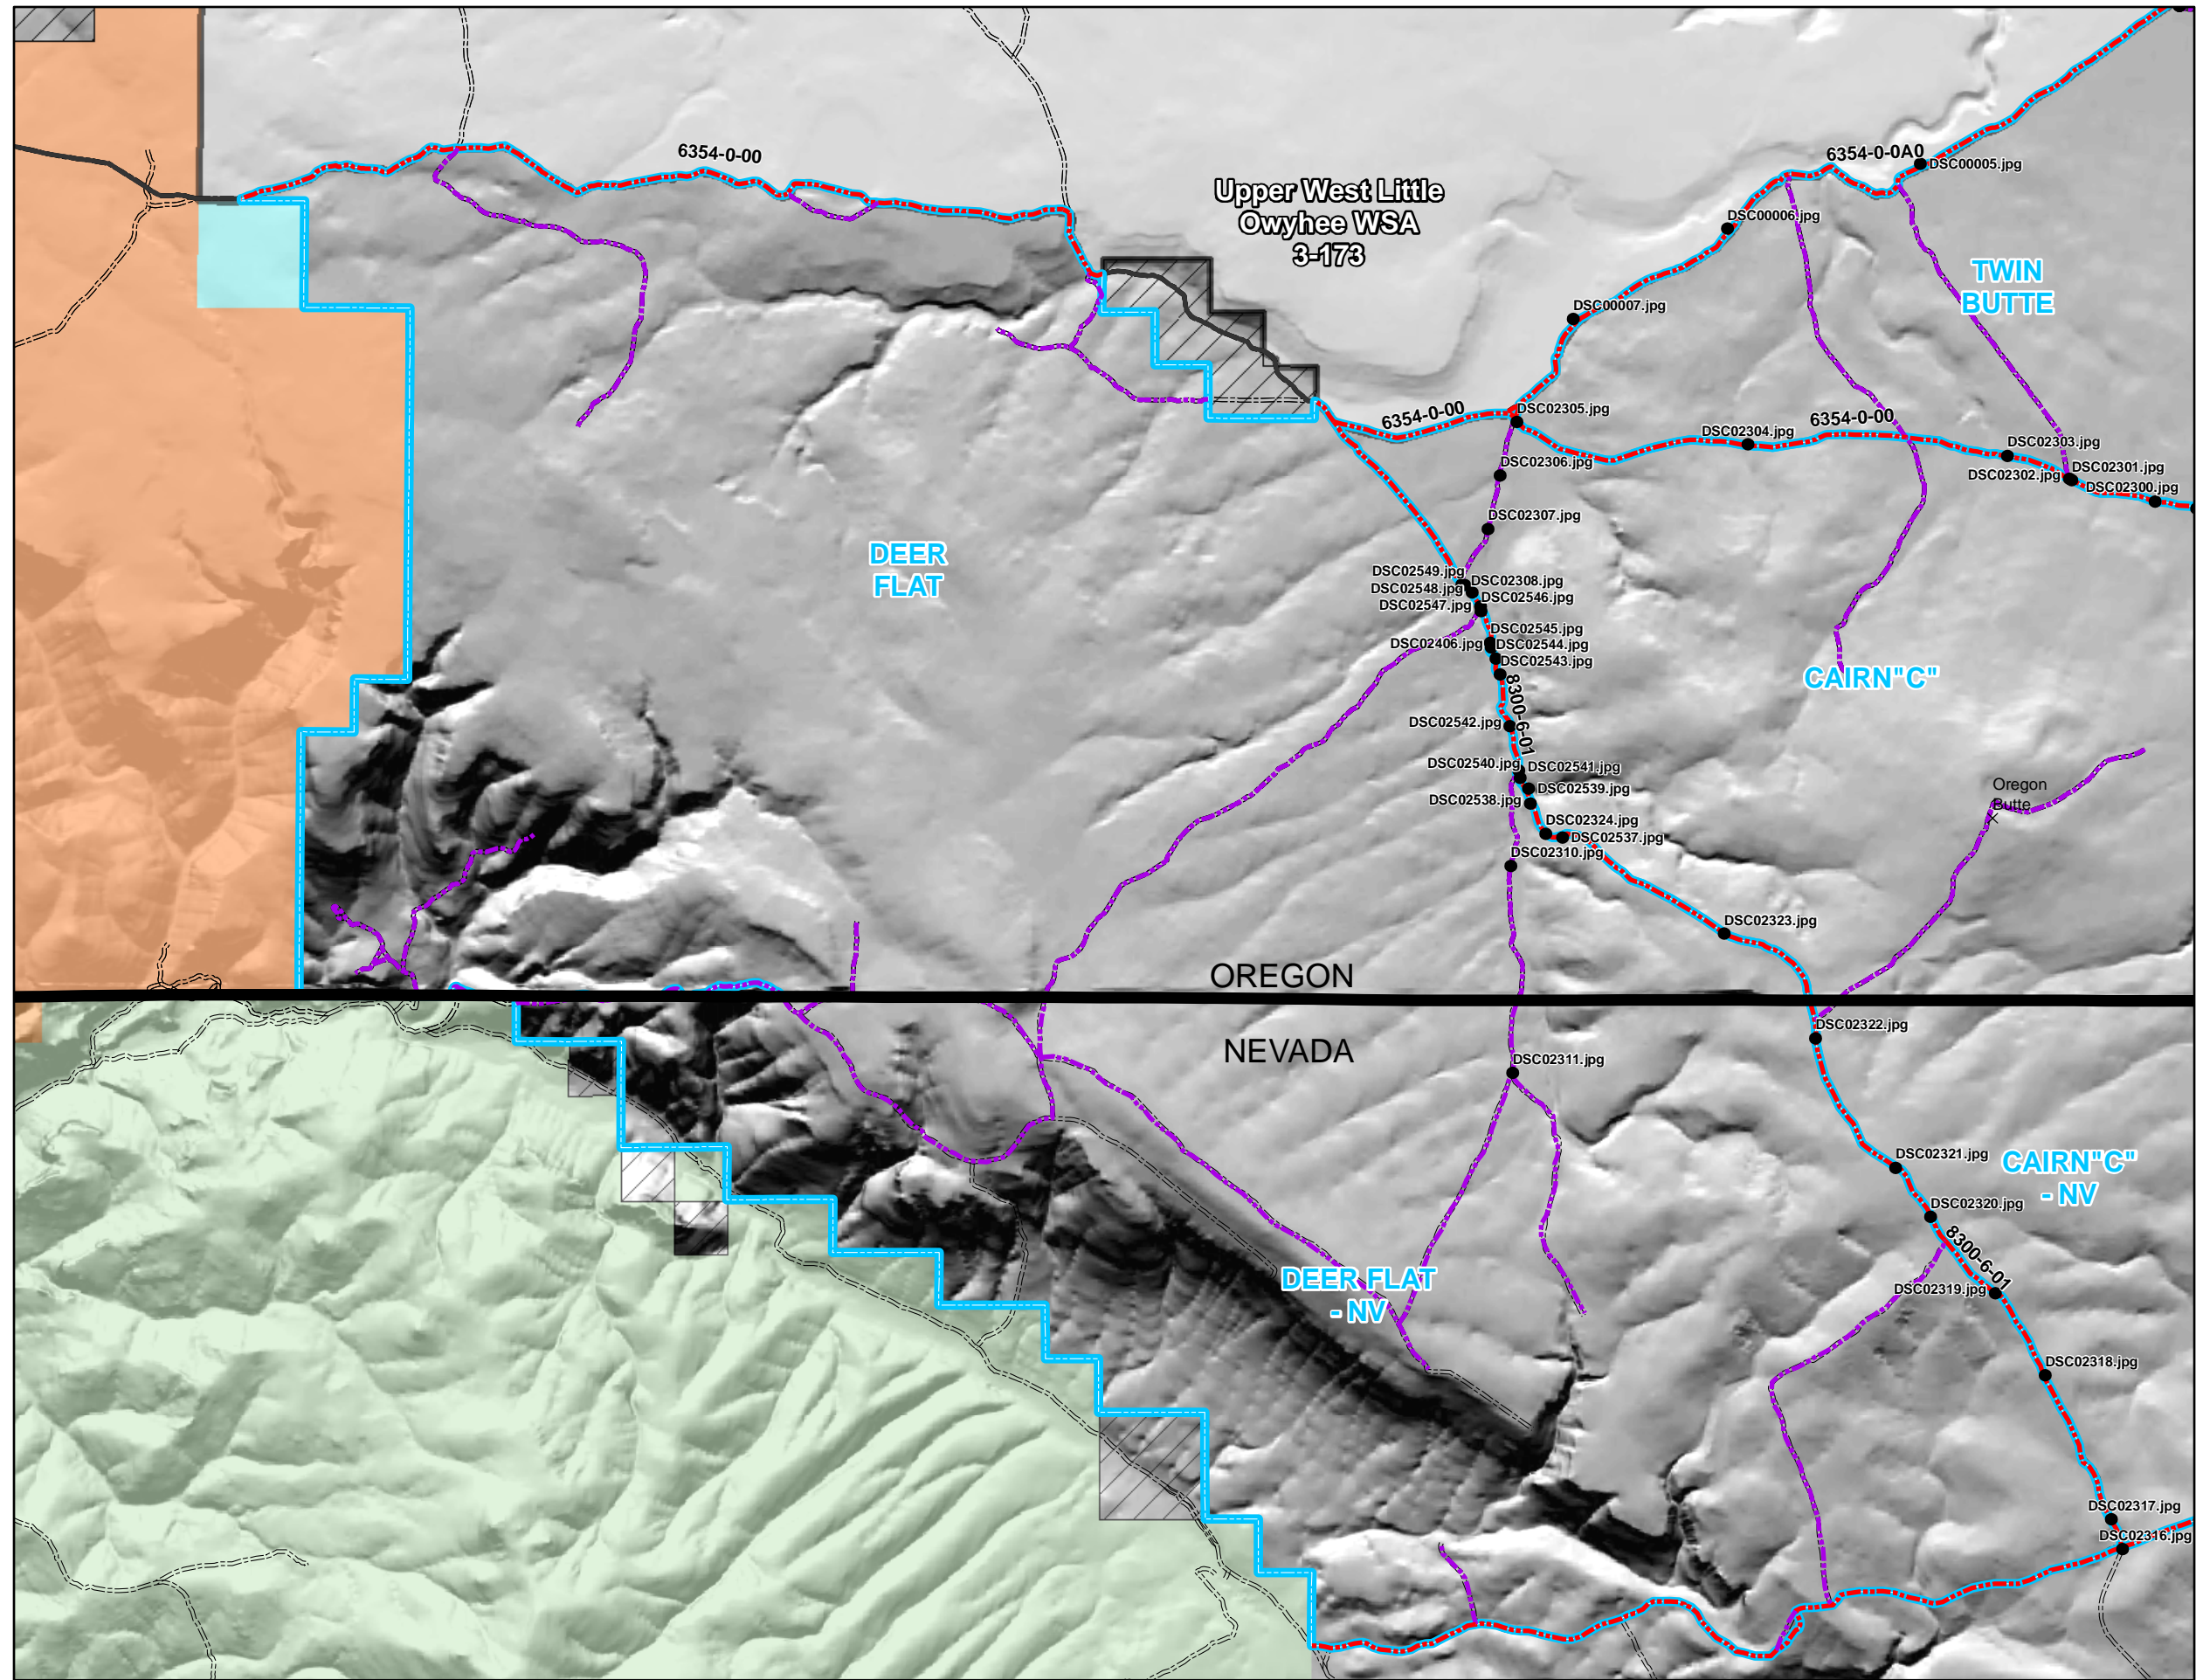 6354-0-00
6354-0-0A0
DSC00005.jpg
Upper West Little
Owyhee WSA
3-173
DSC00006.jpg
TWIN
BUTTE
DSC00007.jpg
6354-0-00
DSC02305.jpg
6354-0-00
DSC02304.jpg
DSC02303.jpg
DSC02306.jpg
DSC02302.jpg
DSC02301.jpg
DSC02300.jpg
DSC02307.jpg
DEER
FLAT
DSC02549.jpg
DSC02308.jpg
DSC02548.jpg
DSC02546.jpg
DSC02547.jpg
DSC02545.jpg
DSC02406.jpg
DSC02544.jpg
DSC02543.jpg
CAIRN"C"
8300-6-01
DSC02542.jpg
DSC02540.jpg
DSC02541.jpg
DSC02539.jpg
DSC02538.jpg
Oregon
Butte
DSC02324.jpg
DSC02537.jpg
DSC02310.jpg
DSC02323.jpg
OREGON
NEVADA
DSC02322.jpg
DSC02311.jpg
DSC02321.jpg
CAIRN"C"
- NV
DSC02320.jpg
8300-6-01
DEER FLAT
- NV
DSC02319.jpg
DSC02318.jpg
DSC02317.jpg
DSC02316.jpg